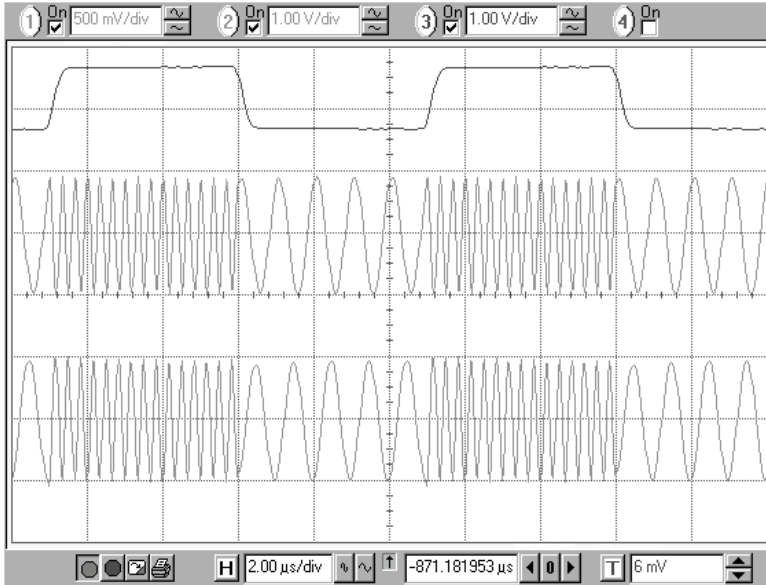 1 On 500 mV/div 2 On 1.00 V/div 3 On 1.00 V/div 4 On
H 2.00 μs/div -871.181953 μs 0 T 6 mV